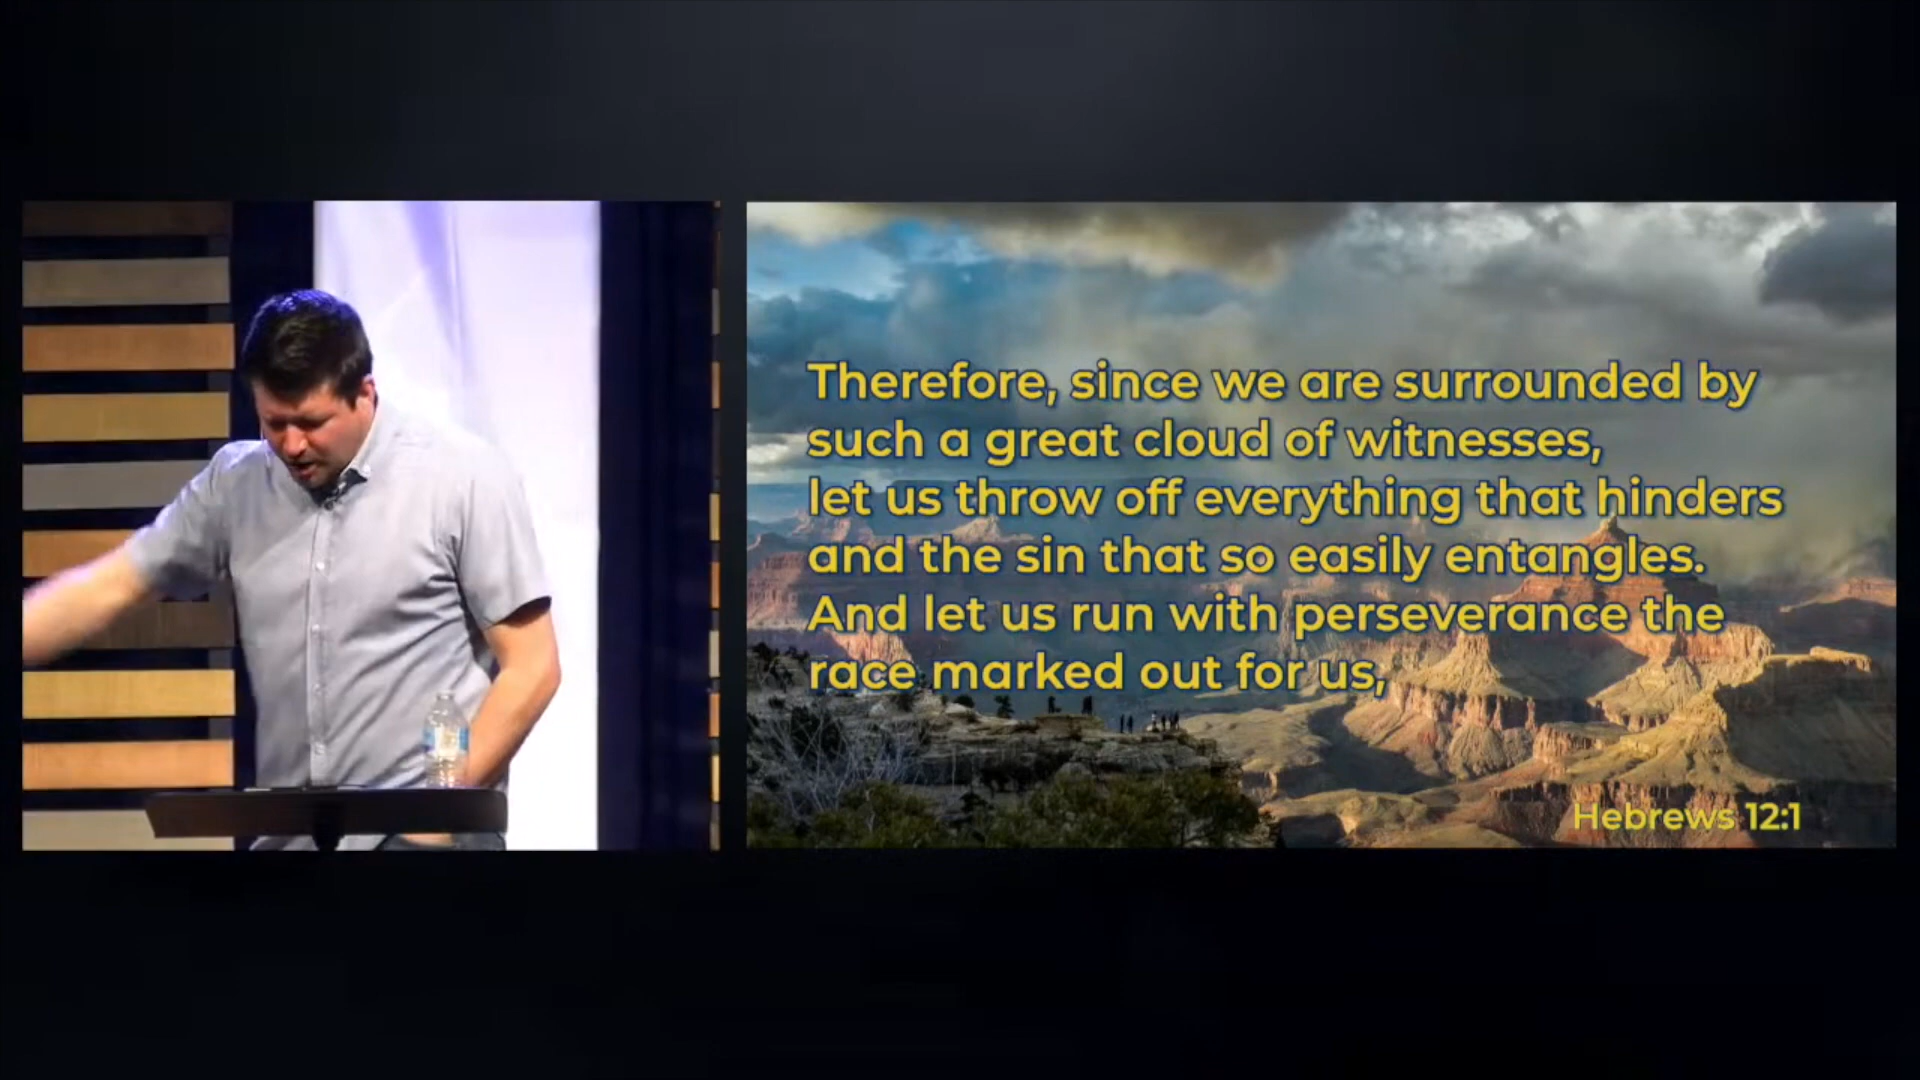 Therefore, since we are surrounded by
such a great cloud of witnesses,
let us throw off everything that hinders
and the sin that so easily entangles.
And let us run with perseverance the
race marked out for us,
Hebrews 12:1